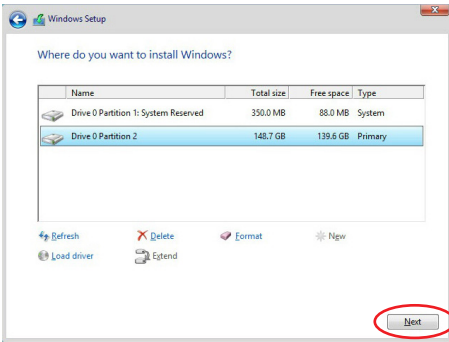 Windows Setup
Where do you want to install Windows?
Name Total size Free space Type
Drive 0 Partition 1: System Reserved 350.0 MB 88.0 MB System
Drive 0 Partition 2 148.7 GB 139.6 GB Primary
Refresh Delete Format New
Load driver Extend
Next